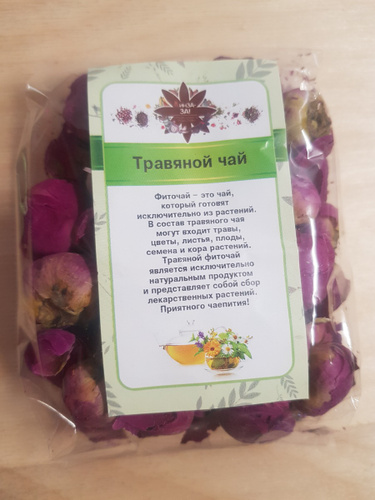 Травяной чай
Фиточай – это чай,
который готовят
исключительно из растений.
В состав травяного чая
могут входит травы,
цветы, листья, плоды,
семена и кора растений.
Травяной фиточай
является исключительно
натуральным продуктом
и представляет собой сбор
лекарственных растений.
Приятного чаепития!